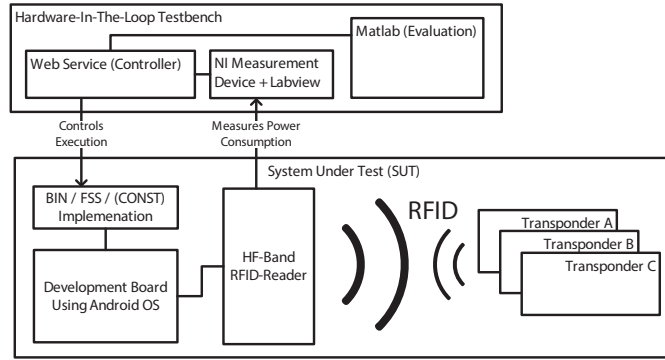 Hardware-In-The-Loop Testbench
Matlab (Evaluation)
Web Service (Controller)
NI Measurement
Device + Labview
Controls
Execution
Measures Power
Consumption
System Under Test (SUT)
BIN / FSS / (CONST)
Implemenation
Development Board
Using Android OS
HF-Band
RFID-Reader
RFID
Transponder A
Transponder B
Transponder C